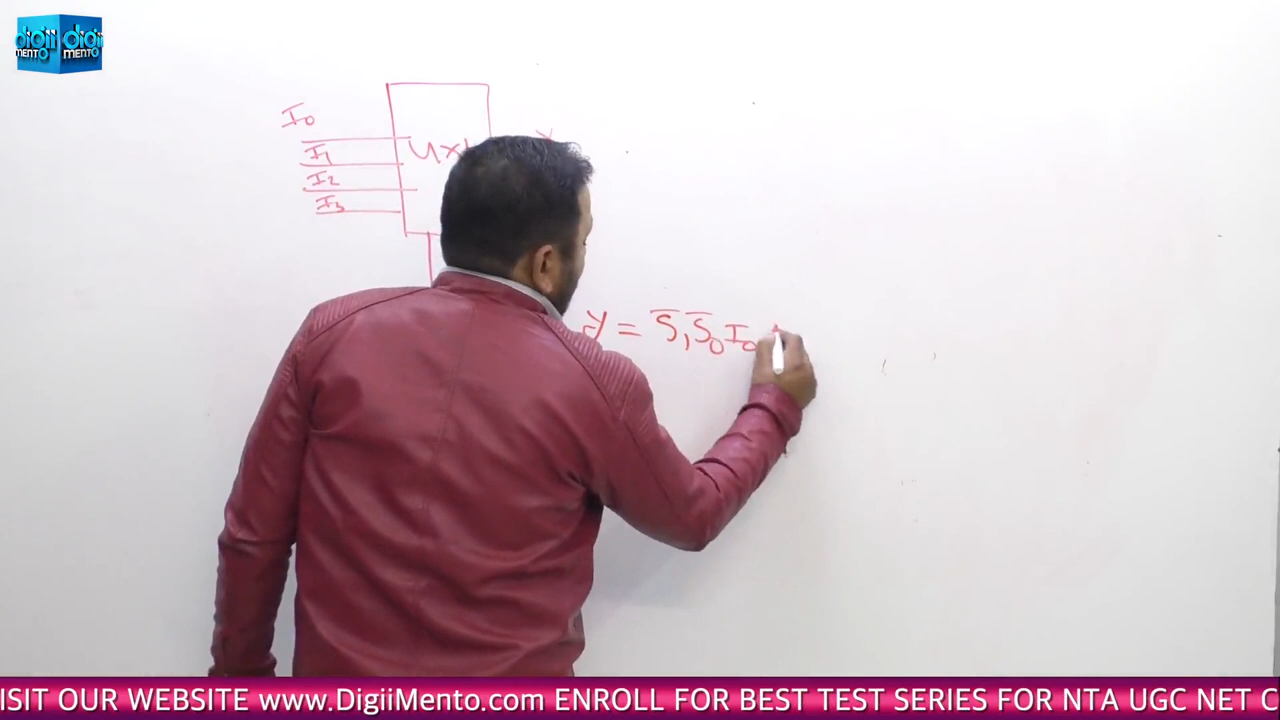 digii digii
MENTO MENTO
I₀
I₁
I₂
I₃
4x
Y
y = S̅₁S̅₀I₀ +
ISIT OUR WEBSITE www.DigiiMento.com ENROLL FOR BEST TEST SERIES FOR NTA UGC NET C